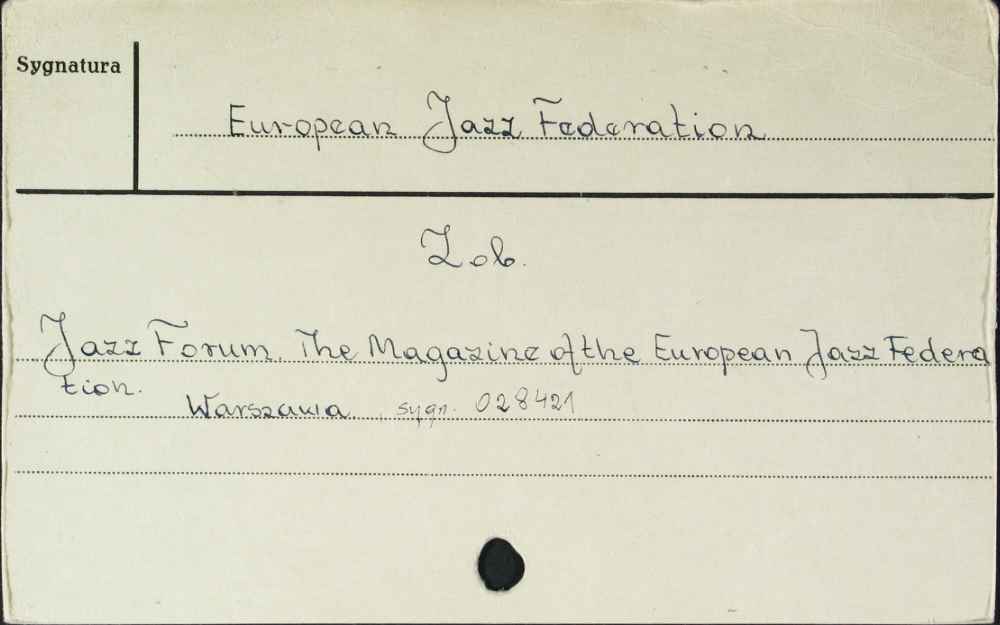 Sygnatura
European Jazz Federation
Zob.
Jazz Forum. The Magazine of the European Jazz Federa
tion.
Warszawa, sygn. 028421